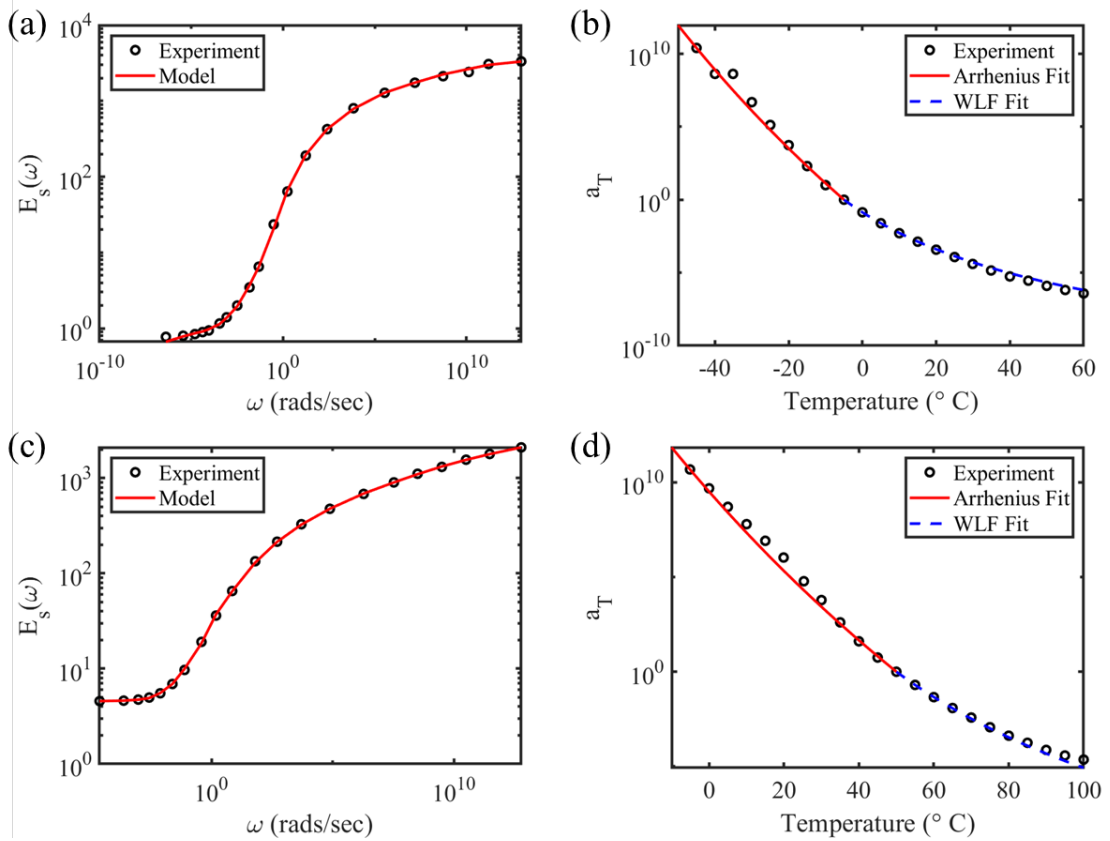 (a)
10^4
10^2
10^0
E_s(ω)
Experiment
Model
10^-10
10^0
10^10
ω (rads/sec)
(b)
10^10
10^0
10^-10
a_T
Experiment
Arrhenius Fit
WLF Fit
-40
-20
0
20
40
60
Temperature (° C)
(c)
10^3
10^2
10^1
10^0
E_s(ω)
Experiment
Model
10^0
10^10
ω (rads/sec)
(d)
10^10
10^0
a_T
Experiment
Arrhenius Fit
WLF Fit
0
20
40
60
80
100
Temperature (° C)